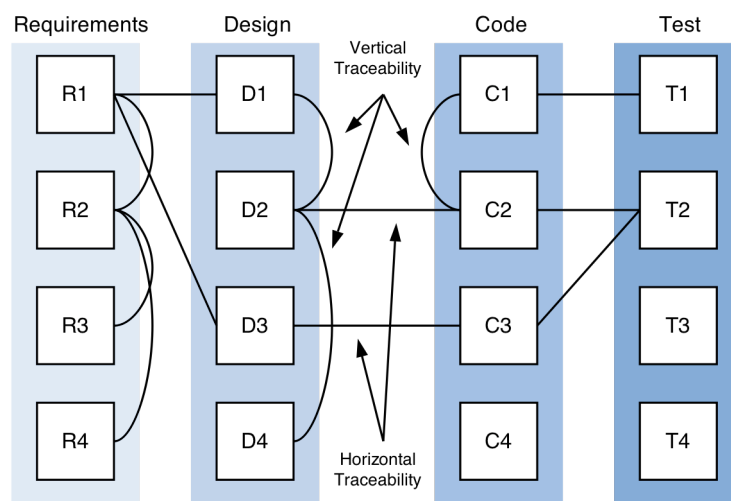 Requirements
Design
Code
Test
Vertical
Traceability
R1
D1
C1
T1
R2
D2
C2
T2
R3
D3
C3
T3
R4
D4
C4
T4
Horizontal
Traceability